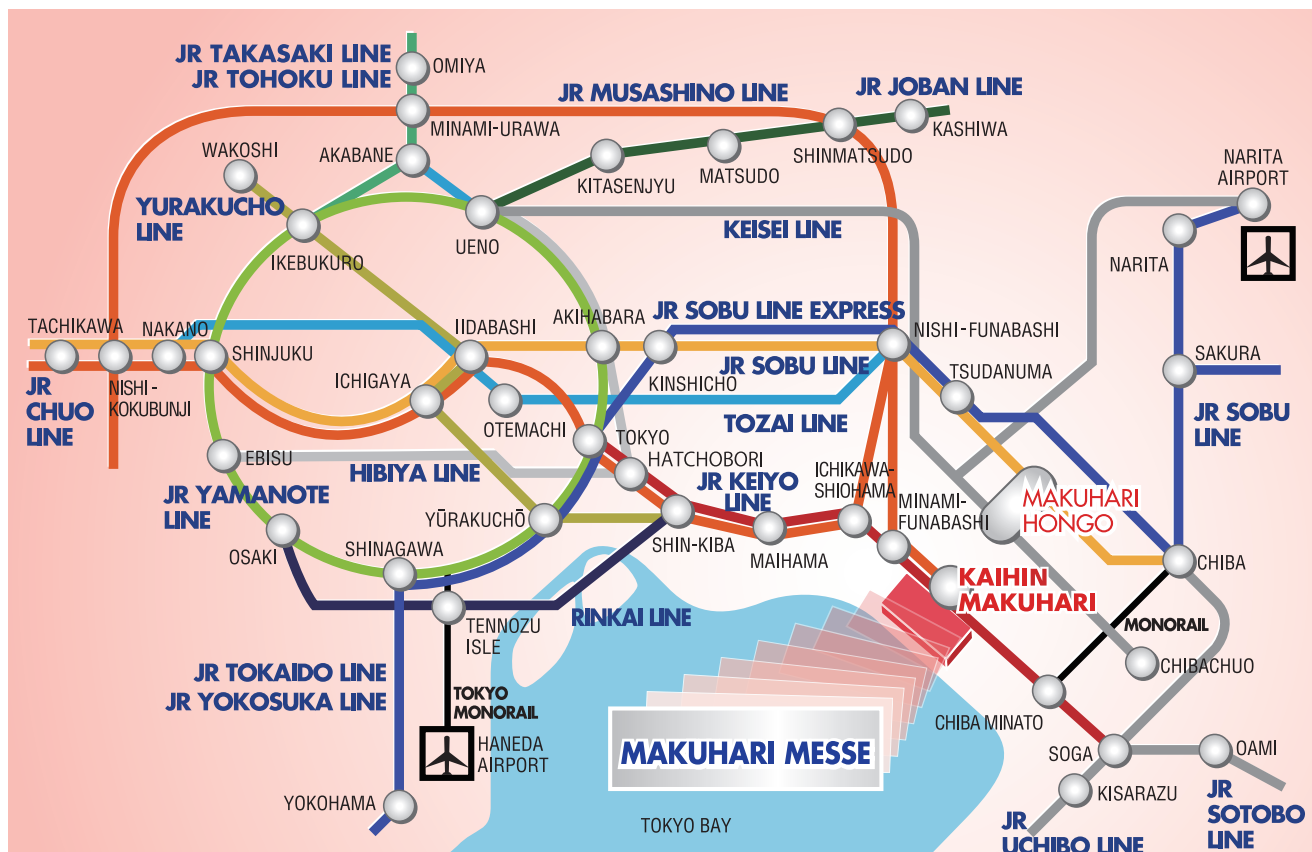 JR TAKASAKI LINE
JR TOHOKU LINE
OMIYA
JR MUSASHINO LINE
JR JOBAN LINE
MINAMI-URAWA
KASHIWA
WAKOSHI
AKABANE
KITASENJYU
MATSUDO
SHINMATSUDO
NARITA
AIRPORT
YURAKUCHO
LINE
IKEBUKURO
UENO
KEISEI LINE
NARITA
TACHIKAWA
NAKANO
SHINJUKU
IIDABASHI
AKIHABARA
JR SOBU LINE EXPRESS
NISHI-FUNABASHI
SAKURA
JR
CHUO
LINE
NISHI-
KOKUBUNJI
ICHIGAYA
KINSHICHO
JR SOBU LINE
TSUDANUMA
OTEMACHI
TOZAI LINE
JR SOBU
LINE
EBISU
HIBIYA LINE
TOKYO
HATCHOBORI
JR KEIYO
LINE
ICHIKAWA-
SHIOHAMA
MINAMI-
FUNABASHI
MAKUHARI
HONGO
JR YAMANOTE
LINE
OSAKI
SHINAGAWA
YŪRAKUCHŌ
SHIN-KIBA
MAIHAMA
CHIBA
KAIHIN
MAKUHARI
TENNOZU
ISLE
RINKAI LINE
MONORAIL
CHIBACHUO
JR TOKAIDO LINE
JR YOKOSUKA LINE
TOKYO
MONORAIL
HANEDA
AIRPORT
MAKUHARI MESSE
CHIBA MINATO
SOGA
OAMI
KISARAZU
YOKOHAMA
TOKYO BAY
JR
UCHIBO LINE
JR
SOTOBO
LINE